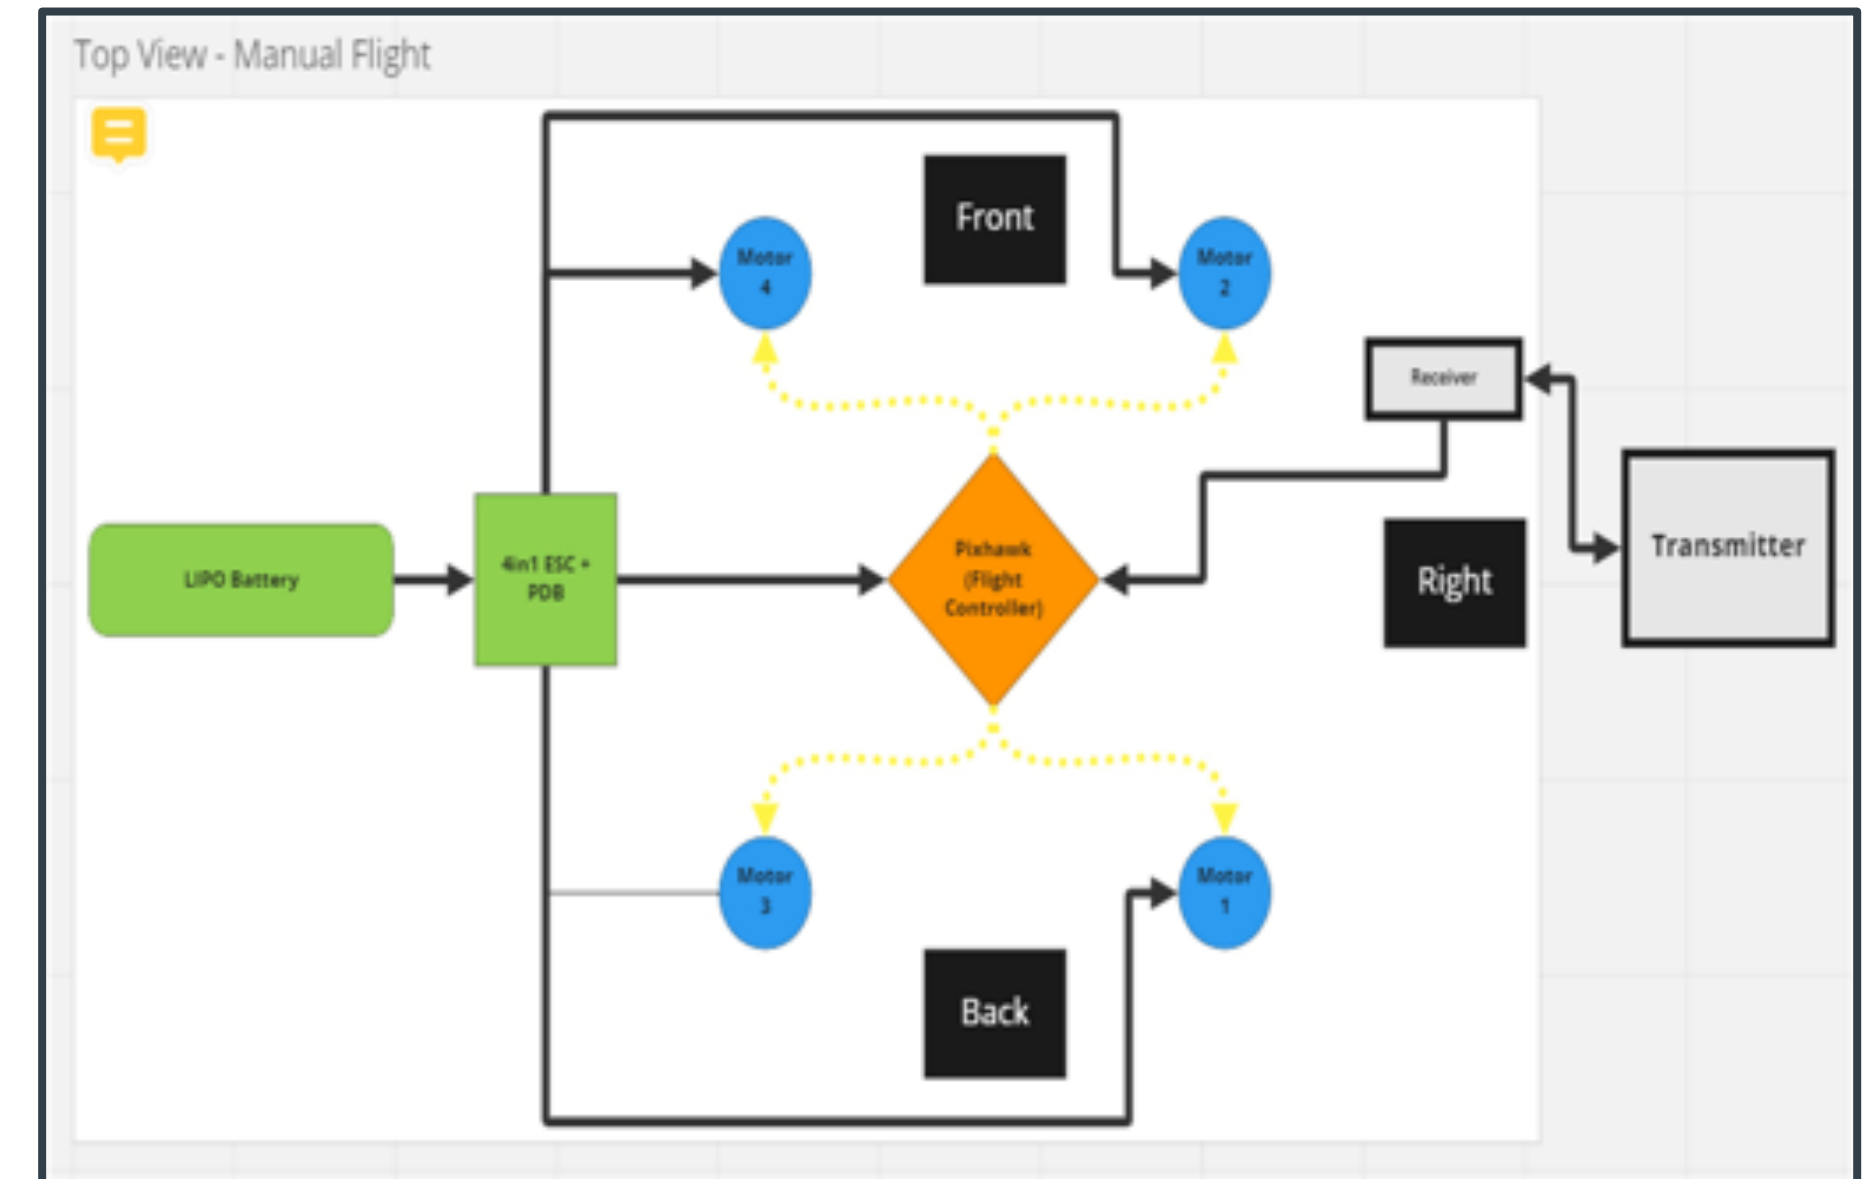 Top View - Manual Flight
Front
Motor
4
Motor
2
Receiver
LIPO Battery
4in1 ESC +
PDB
Pixhawk
(Flight
Controller)
Right
Transmitter
Motor
3
Motor
1
Back